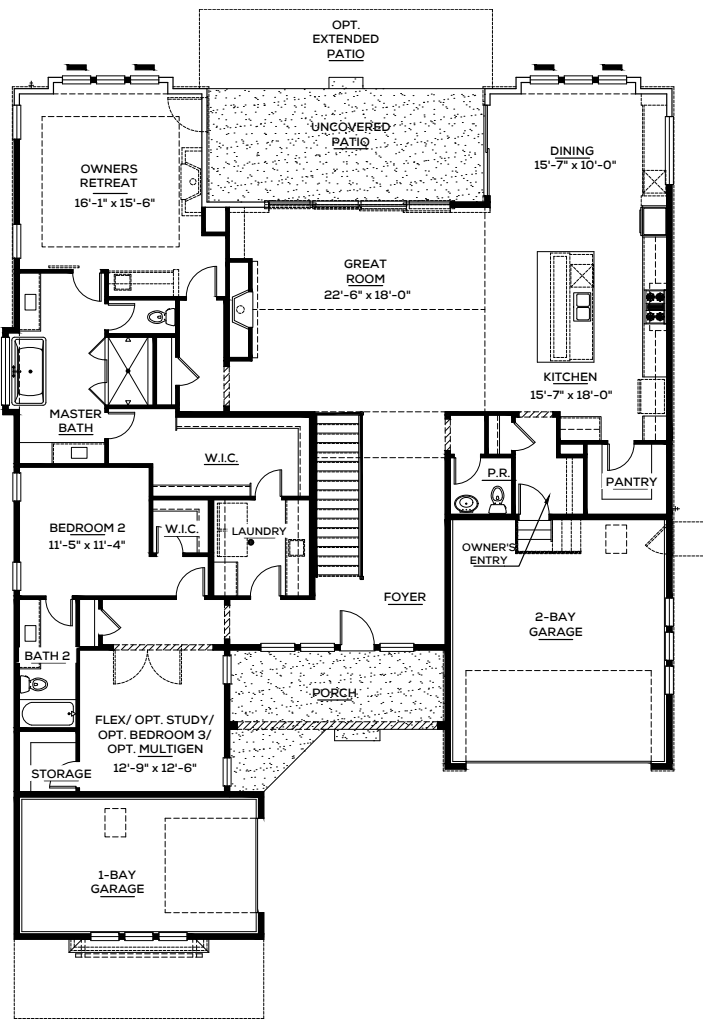 OPT.
EXTENDED
PATIO
UNCOVERED
PATIO
DINING
15'-7" x 10'-0"
OWNERS
RETREAT
16'-1" x 15'-6"
GREAT
ROOM
22'-6" x 18'-0"
KITCHEN
15'-7" x 18'-0"
MASTER
BATH
W.I.C.
P.R.
PANTRY
BEDROOM 2
11'-5" x 11'-4"
W.I.C.
LAUNDRY
OWNER'S
ENTRY
FOYER
2-BAY
GARAGE
BATH 2
PORCH
FLEX/ OPT. STUDY/
OPT. BEDROOM 3/
OPT. MULTIGEN
12'-9" x 12'-6"
STORAGE
1-BAY
GARAGE